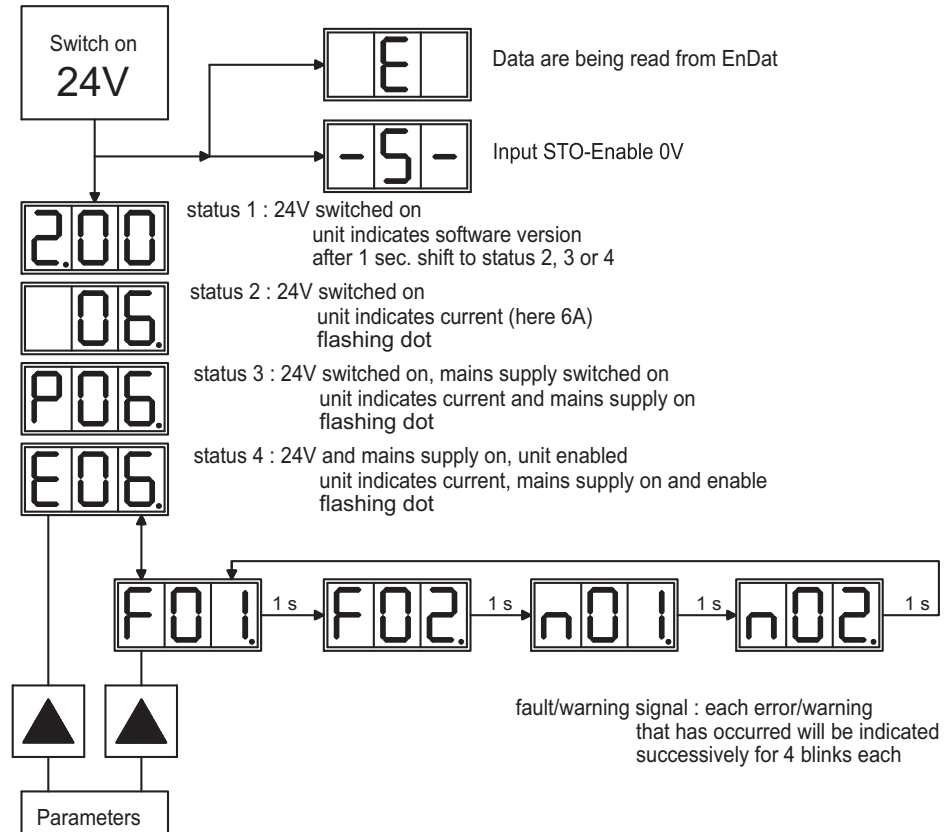 Switch on
24V
E
Data are being read from EnDat
-S-
Input STO-Enable 0V
2.00
status 1 : 24V switched on
unit indicates software version
after 1 sec. shift to status 2, 3 or 4
06.
status 2 : 24V switched on
unit indicates current (here 6A)
flashing dot
P06.
status 3 : 24V switched on, mains supply switched on
unit indicates current and mains supply on
flashing dot
E06.
status 4 : 24V and mains supply on, unit enabled
unit indicates current, mains supply on and enable
flashing dot
F01. 1 s F02. 1 s n01. 1 s n02. 1 s
fault/warning signal : each error/warning
that has occurred will be indicated
successively for 4 blinks each
Parameters